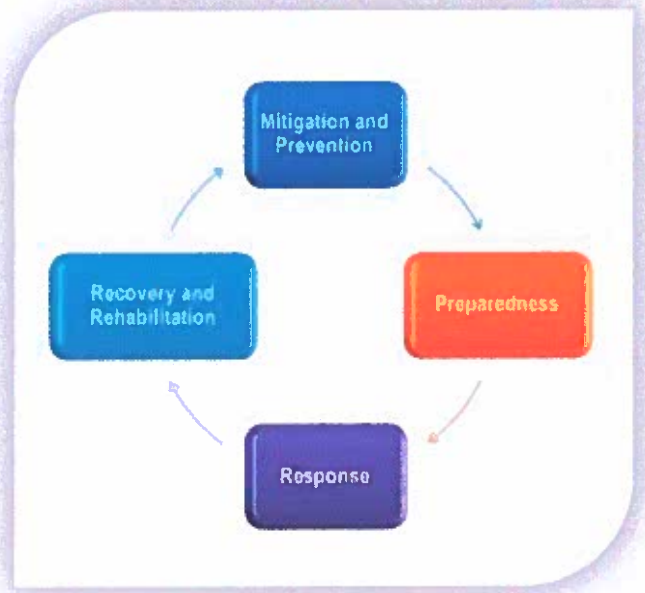 Mitigation and
Prevention
Preparedness
Response
Recovery and
Rehabilitation